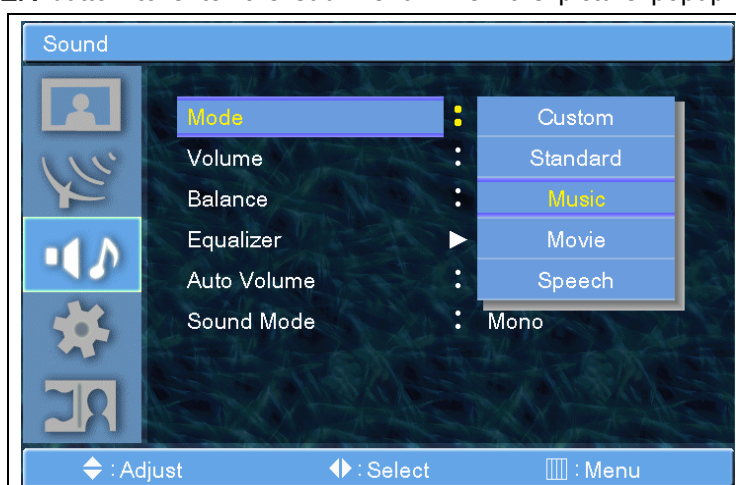 Sound
Mode : Custom
Volume : Standard
Balance : Music
Equalizer Movie
Auto Volume : Speech
Sound Mode : Mono
: Adjust : Select : Menu